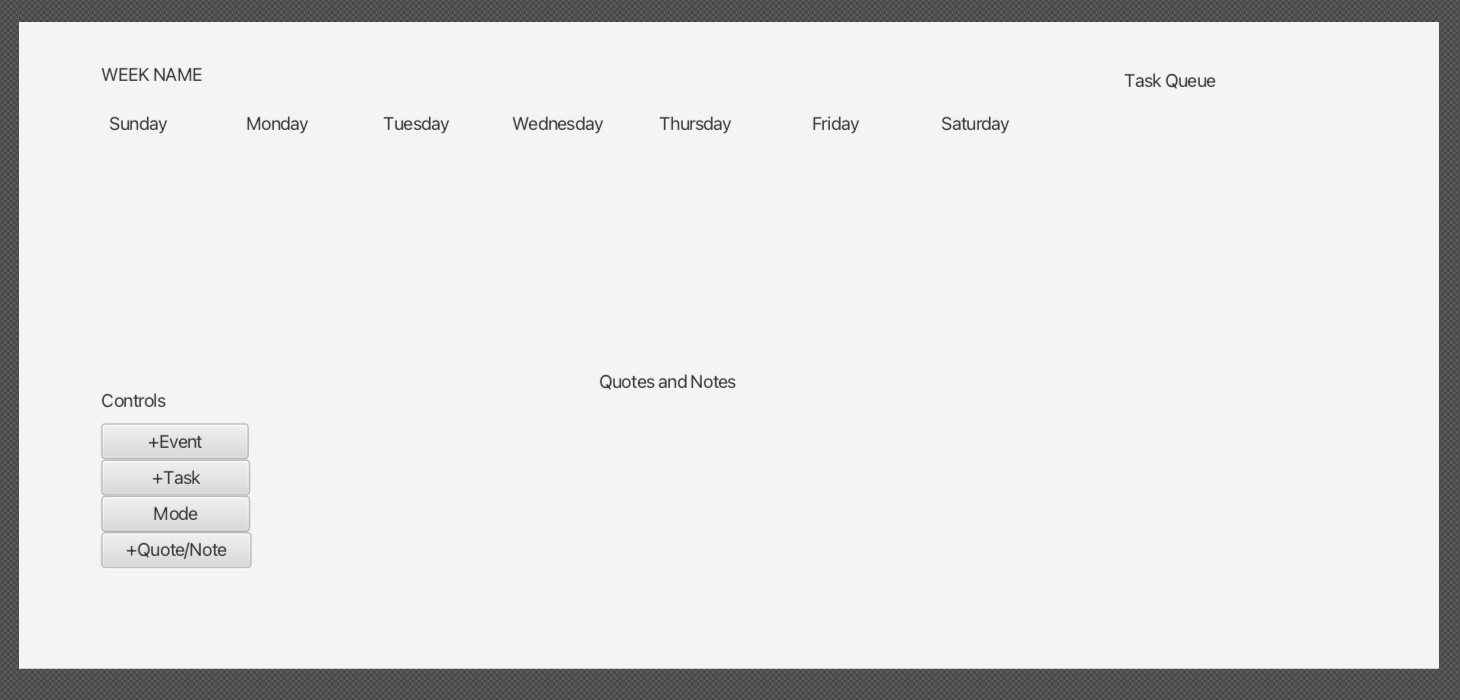 WEEK NAME
Task Queue
Sunday Monday Tuesday Wednesday Thursday Friday Saturday
Quotes and Notes
Controls
+Event
+Task
Mode
+Quote/Note